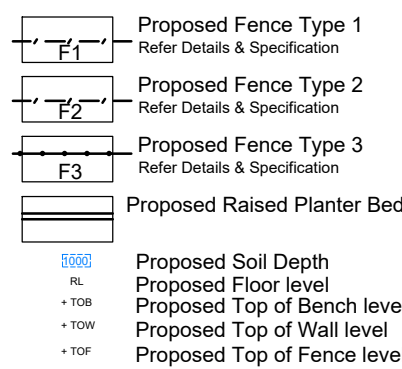 Proposed Fence Type 1
F1 Refer Details & Specification
Proposed Fence Type 2
F2 Refer Details & Specification
Proposed Fence Type 3
F3 Refer Details & Specification
Proposed Raised Planter Bed
1000 Proposed Soil Depth
RL Proposed Floor level
+ TOB Proposed Top of Bench leve
+ TOW Proposed Top of Wall level
+ TOF Proposed Top of Fence leve